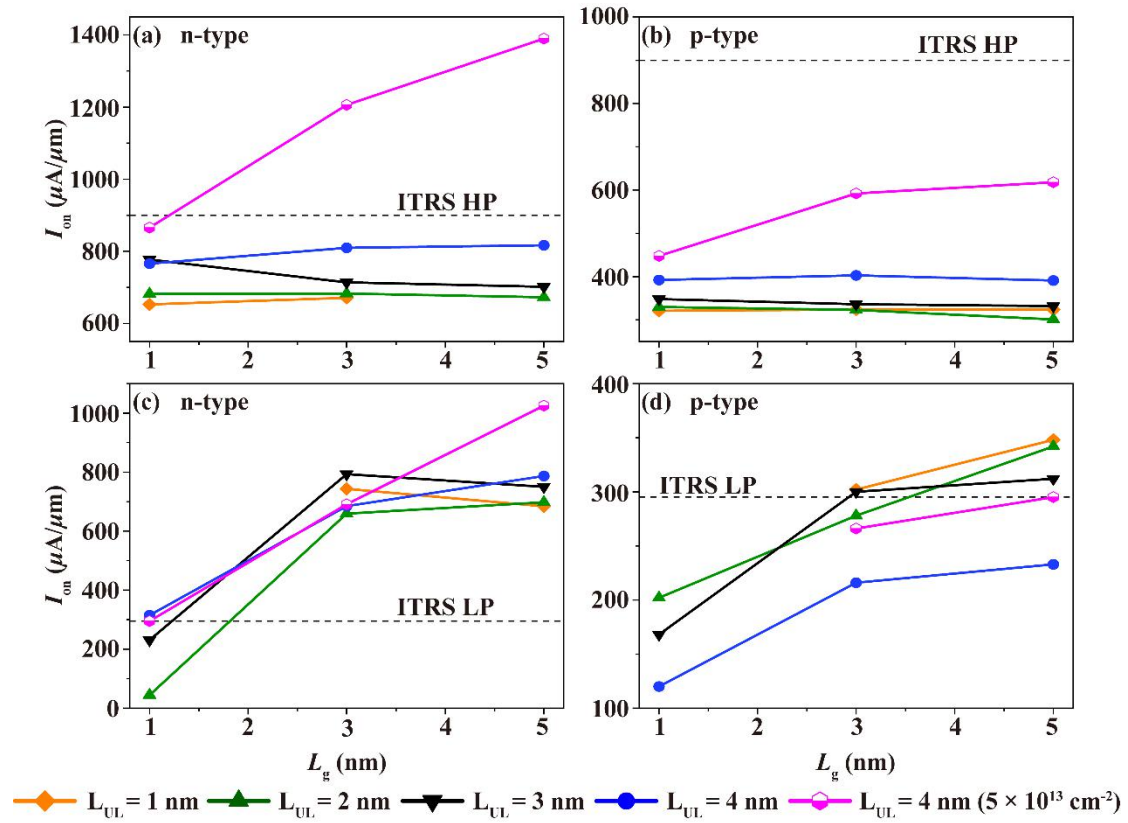 (a) n-type
1400
1200
1000
800
600
ITRS HP
1 2 3 4 5
I_on (μA/μm)
(b) p-type
1000
800
600
400
ITRS HP
1 2 3 4 5
(c) n-type
1000
800
600
400
200
0
ITRS LP
1 2 3 4 5
I_on (μA/μm)
L_g (nm)
(d) p-type
400
300
200
100
ITRS LP
1 2 3 4 5
L_g (nm)
L_UL = 1 nm
L_UL = 2 nm
L_UL = 3 nm
L_UL = 4 nm
L_UL = 4 nm (5 × 10¹³ cm⁻²)